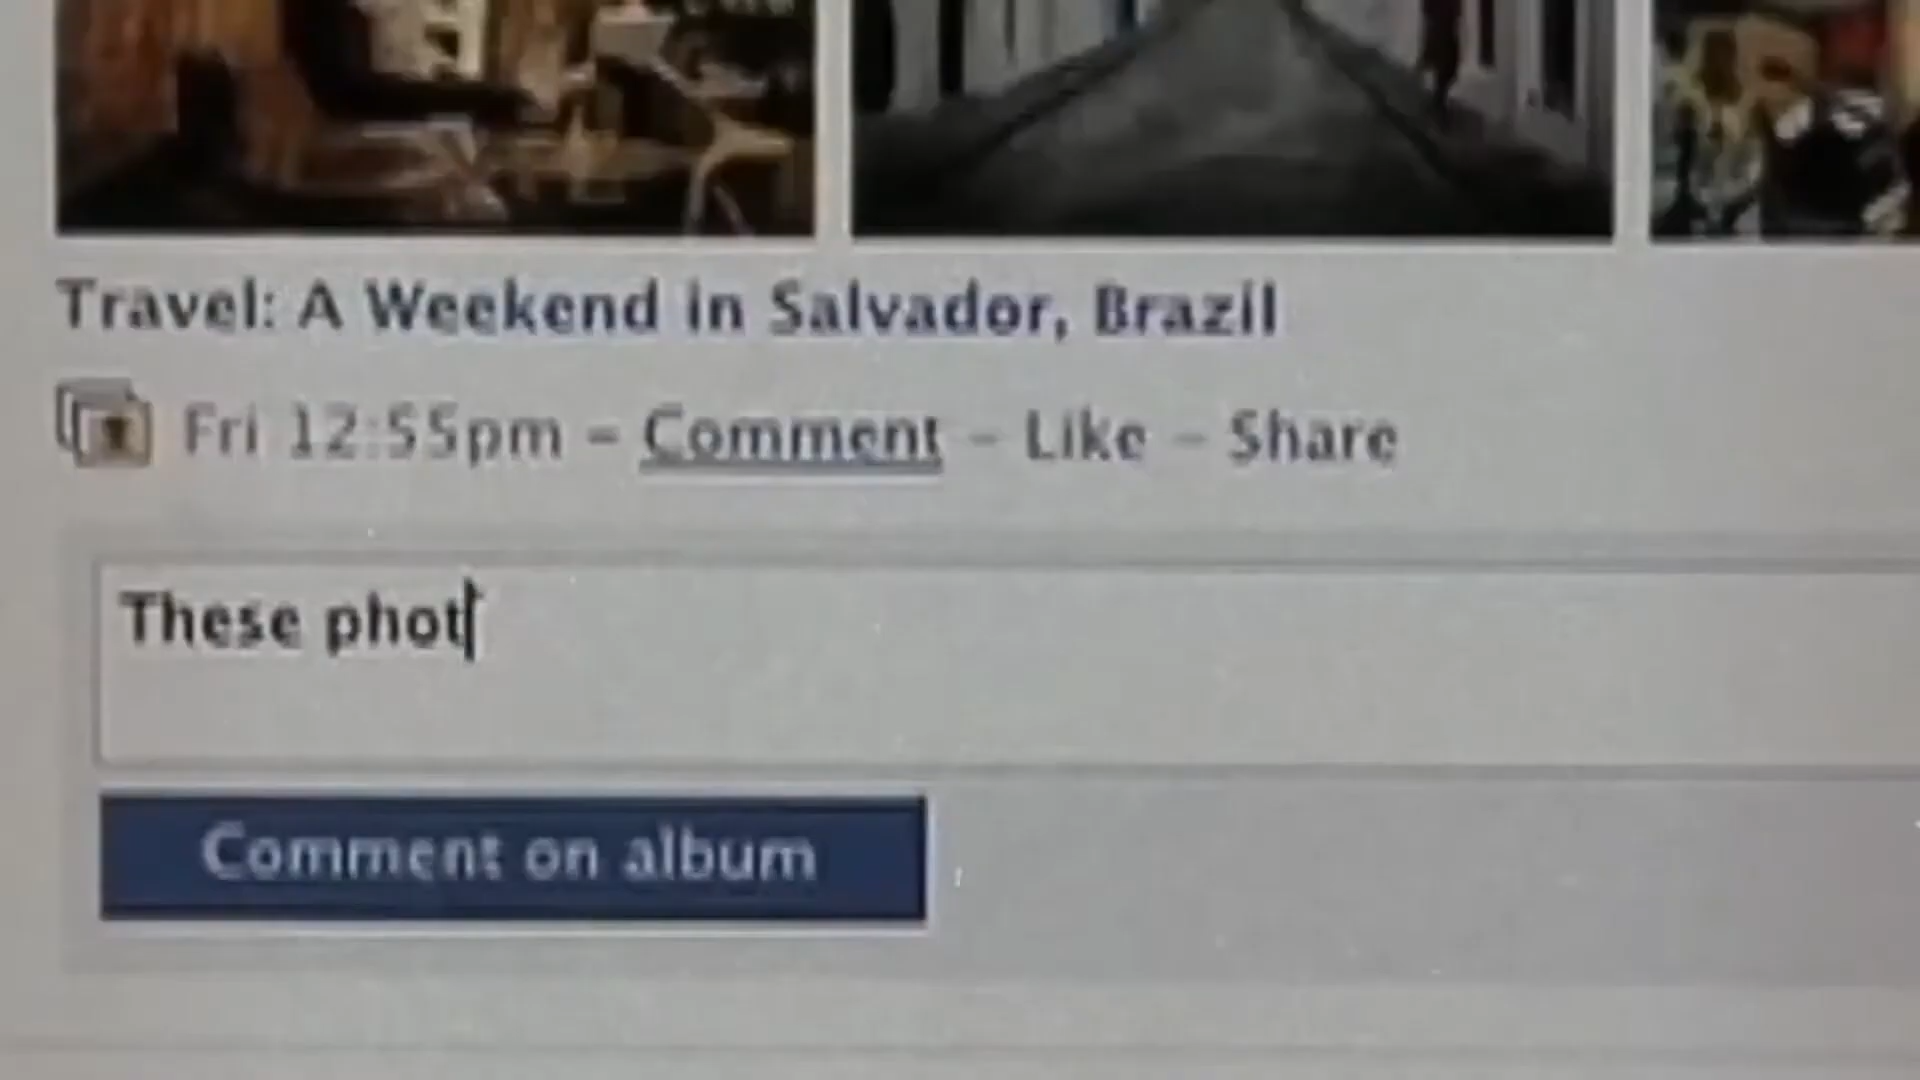 Travel: A Weekend in Salvador, Brazil
Fri 12:55pm – Comment – Like – Share
These phot
Comment on album